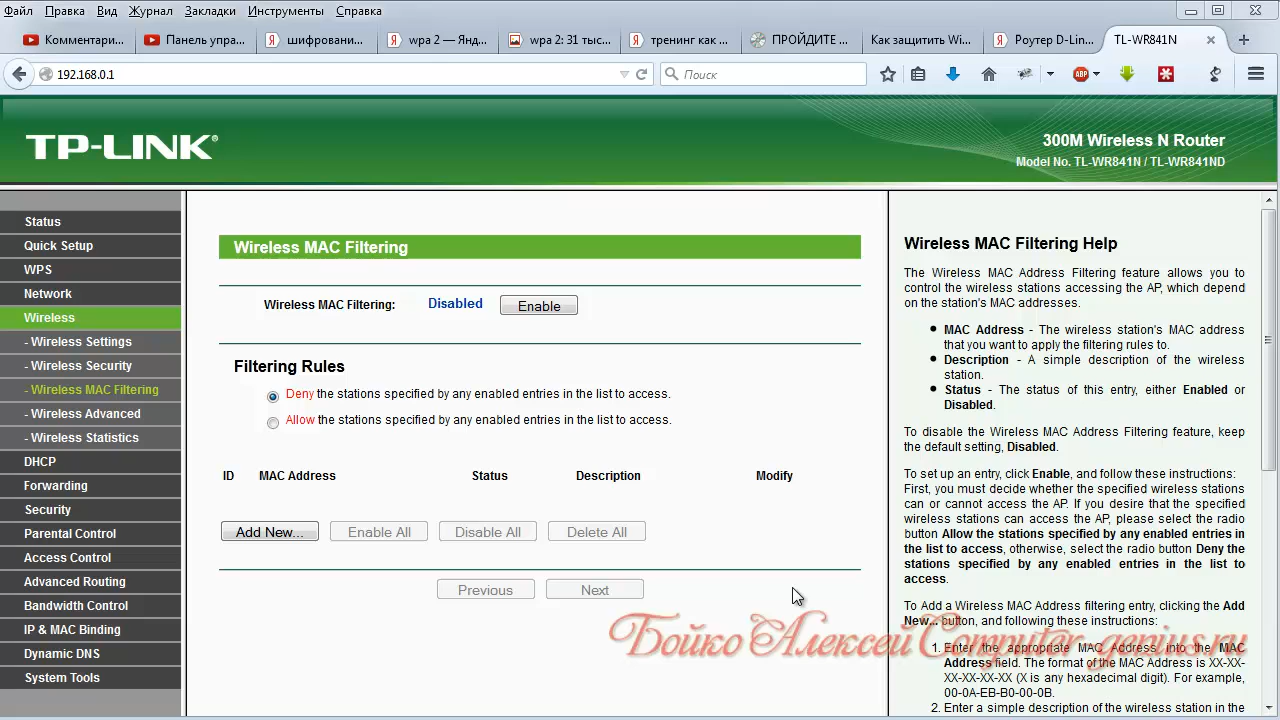 Файл Правка Вид Журнал Закладки Инструменты Справка
Комментари... Панель упра... шифровани... wpa 2 — Янд... wpa 2: 31 тыс... тренинг как ... ПРОЙДИТЕ ... Как защитить Wi... Роутер D-Lin... TL-WR841N
192.168.0.1 Поиск ABP
TP-LINK®
300M Wireless N Router
Model No. TL-WR841N / TL-WR841ND
Status
Quick Setup
WPS
Network
Wireless
- Wireless Settings
- Wireless Security
- Wireless MAC Filtering
- Wireless Advanced
- Wireless Statistics
DHCP
Forwarding
Security
Parental Control
Access Control
Advanced Routing
Bandwidth Control
IP & MAC Binding
Dynamic DNS
System Tools
Wireless MAC Filtering
Wireless MAC Filtering: Disabled Enable
Filtering Rules
Deny the stations specified by any enabled entries in the list to access.
Allow the stations specified by any enabled entries in the list to access.
ID MAC Address Status Description Modify
Add New... Enable All Disable All Delete All
Previous Next
Wireless MAC Filtering Help
The Wireless MAC Address Filtering feature allows you to
control the wireless stations accessing the AP, which depend
on the station's MAC addresses.
MAC Address - The wireless station's MAC address
that you want to apply the filtering rules to.
Description - A simple description of the wireless
station.
Status - The status of this entry, either Enabled or
Disabled.
To disable the Wireless MAC Address Filtering feature, keep
the default setting, Disabled.
To set up an entry, click Enable, and follow these instructions:
First, you must decide whether the specified wireless stations
can or cannot access the AP. If you desire that the specified
wireless stations can access the AP, please select the radio
button Allow the stations specified by any enabled entries in
the list to access, otherwise, select the radio button Deny the
stations specified by any enabled entries in the list to
access.
To Add a Wireless MAC Address filtering entry, clicking the Add
New... button, and following these instructions:
1. Enter the appropriate MAC Address into the MAC
Address field. The format of the MAC Address is XX-XX-
XX-XX-XX-XX (X is any hexadecimal digit). For example,
00-0A-EB-B0-00-0B.
2. Enter a simple description of the wireless station in the
Бойко Алексей Computer-genius.ru